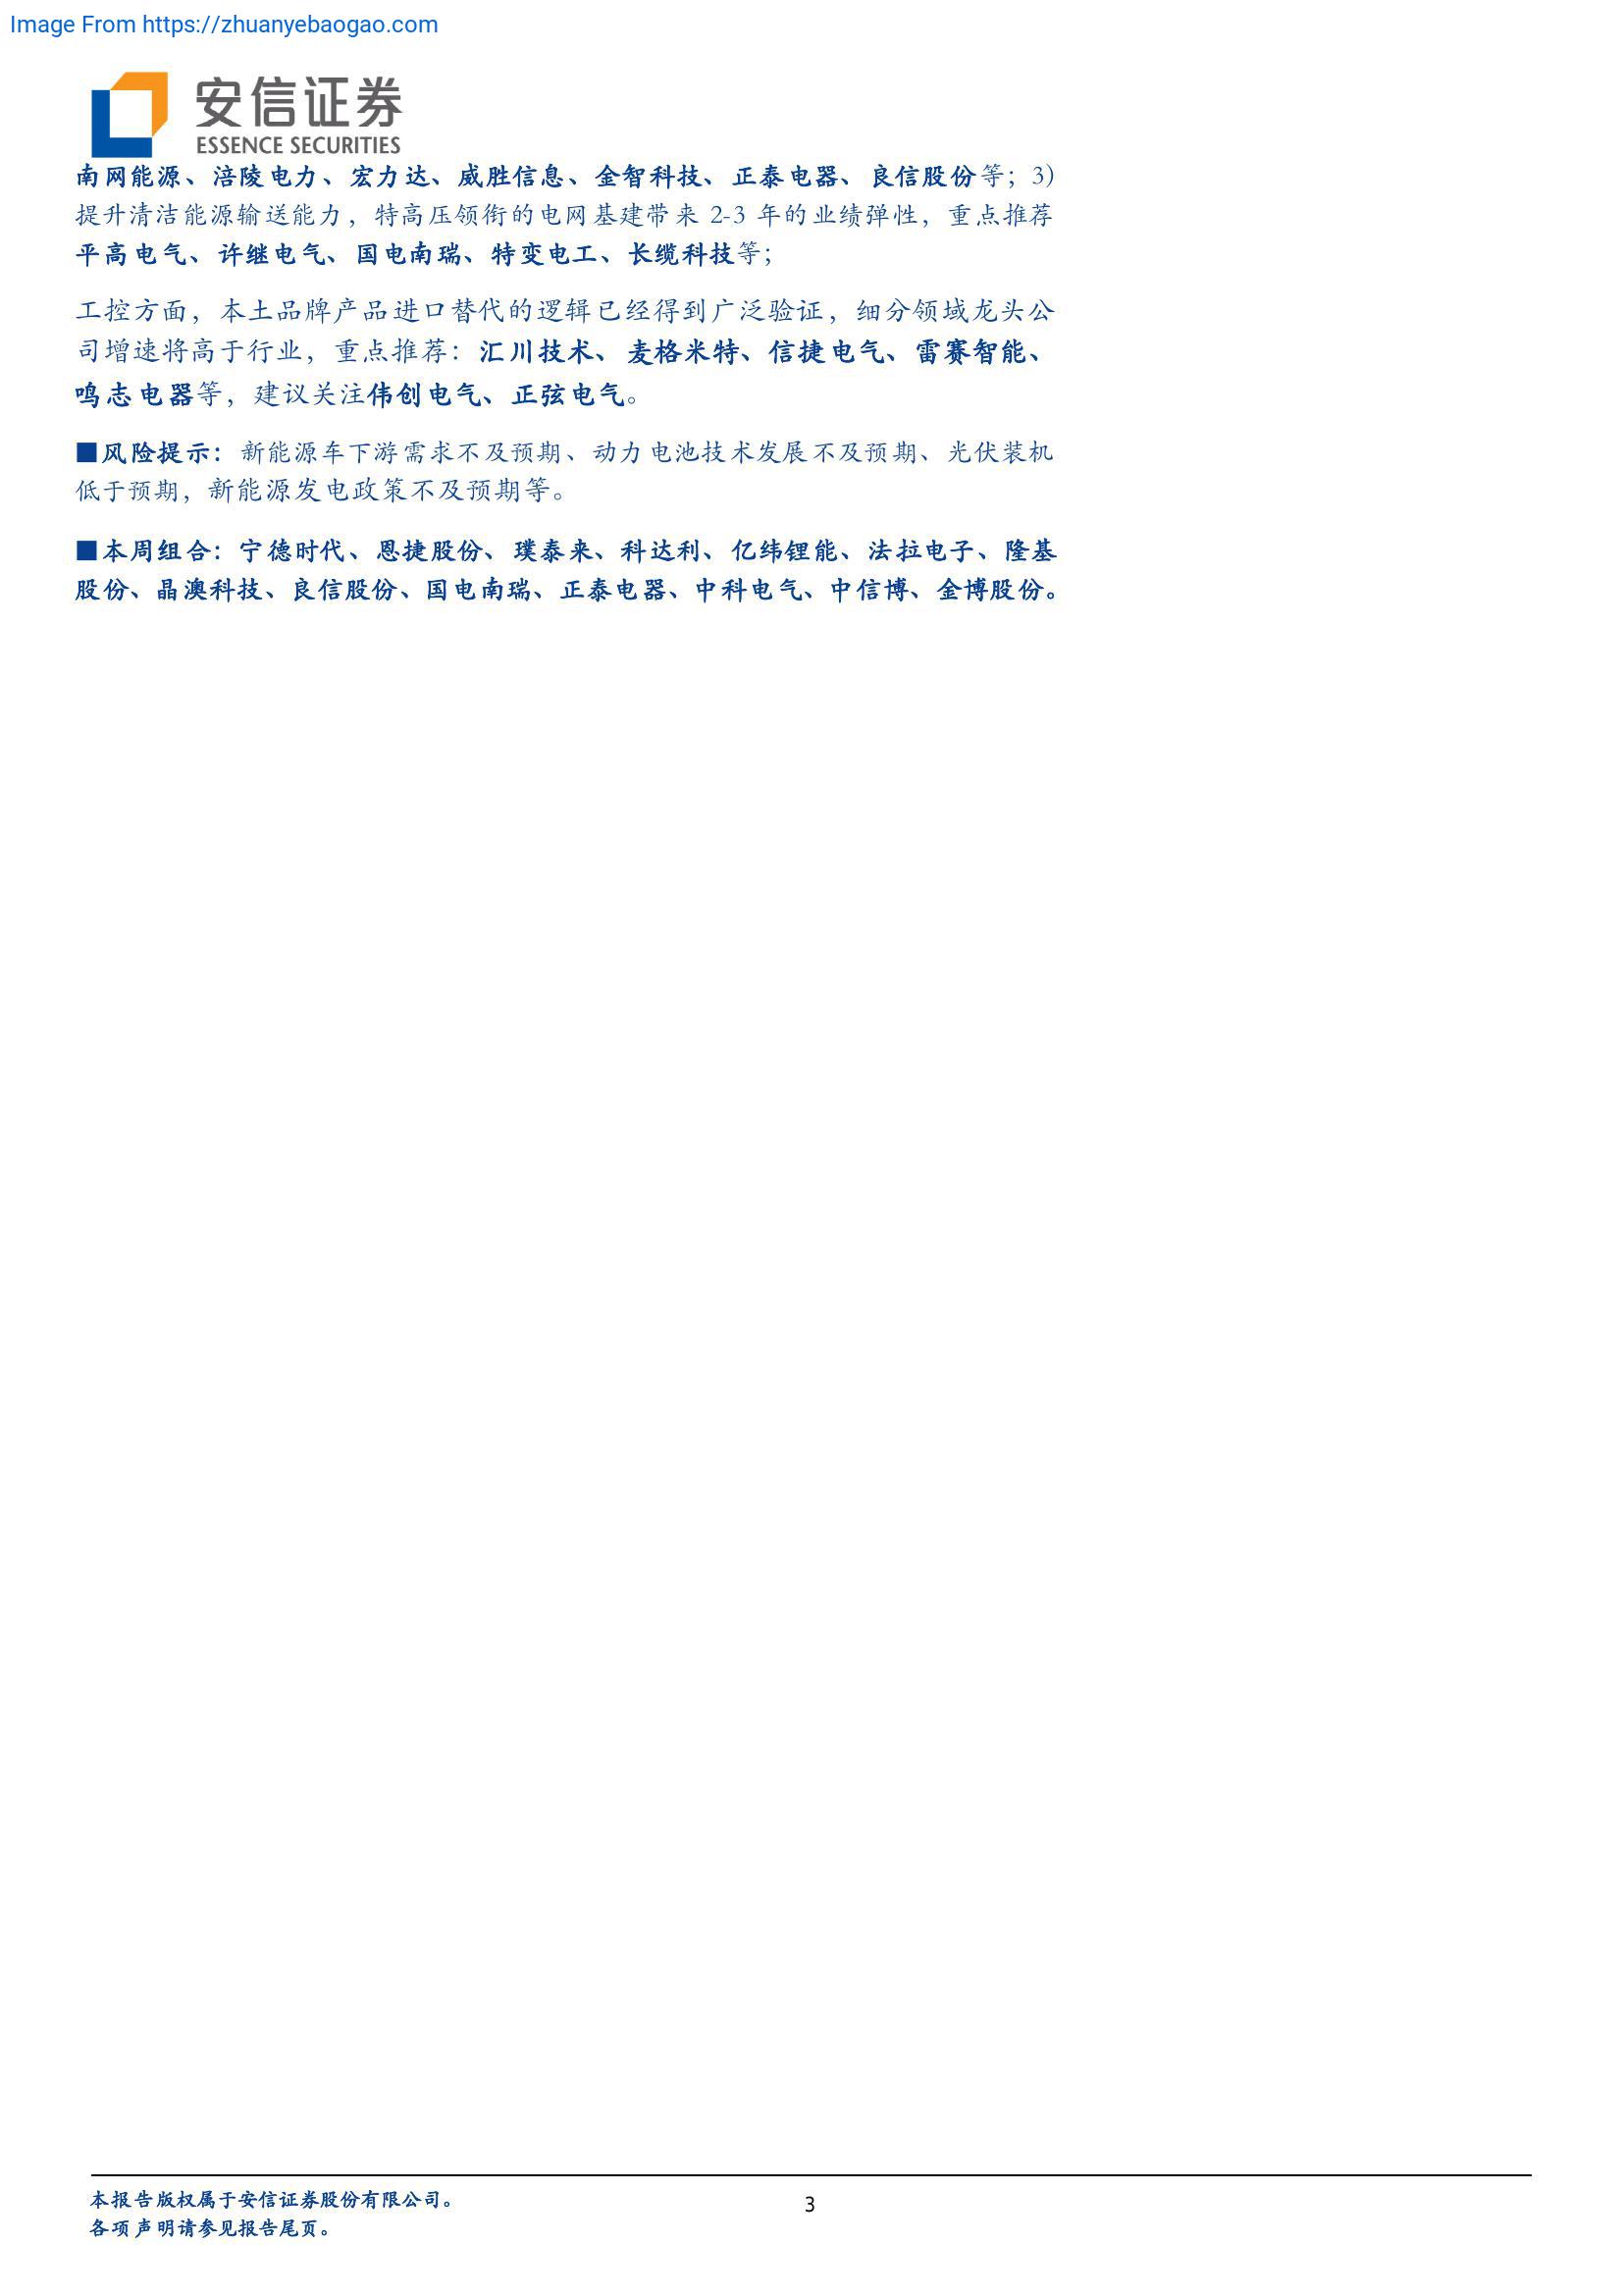 Image From https://zhuanyebaogao.com
安信证券
ESSENCE SECURITIES
南网能源、涪陵电力、宏力达、威胜信息、金智科技、正泰电器、良信股份等；3）
提升清洁能源输送能力，特高压领衔的电网基建带来 2-3 年的业绩弹性，重点推荐
平高电气、许继电气、国电南瑞、特变电工、长缆科技等；
工控方面，本土品牌产品进口替代的逻辑已经得到广泛验证，细分领域龙头公
司增速将高于行业，重点推荐：汇川技术、麦格米特、信捷电气、雷赛智能、
鸣志电器等，建议关注伟创电气、正弦电气。
■风险提示：新能源车下游需求不及预期、动力电池技术发展不及预期、光伏装机
低于预期，新能源发电政策不及预期等。
■本周组合：宁德时代、恩捷股份、璞泰来、科达利、亿纬锂能、法拉电子、隆基
股份、晶澳科技、良信股份、国电南瑞、正泰电器、中科电气、中信博、金博股份。
本报告版权属于安信证券股份有限公司。
3
各项声明请参见报告尾页。